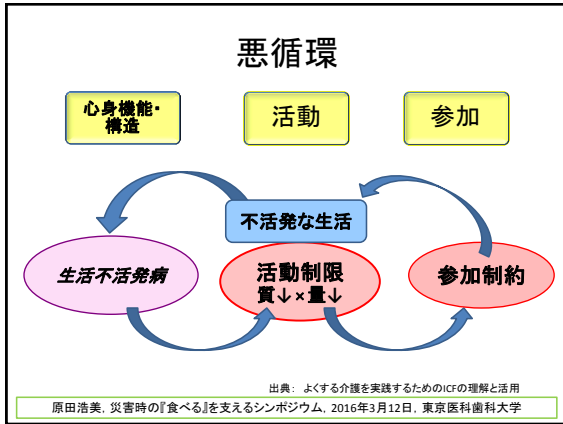 悪循環
心身機能・
構造
活動
参加
不活発な生活
生活不活発病
活動制限
質↓×量↓
参加制約
出典： よくする介護を実践するためのICFの理解と活用
原田浩美，災害時の『食べる』を支えるシンポジウム，2016年3月12日，東京医科歯科大学